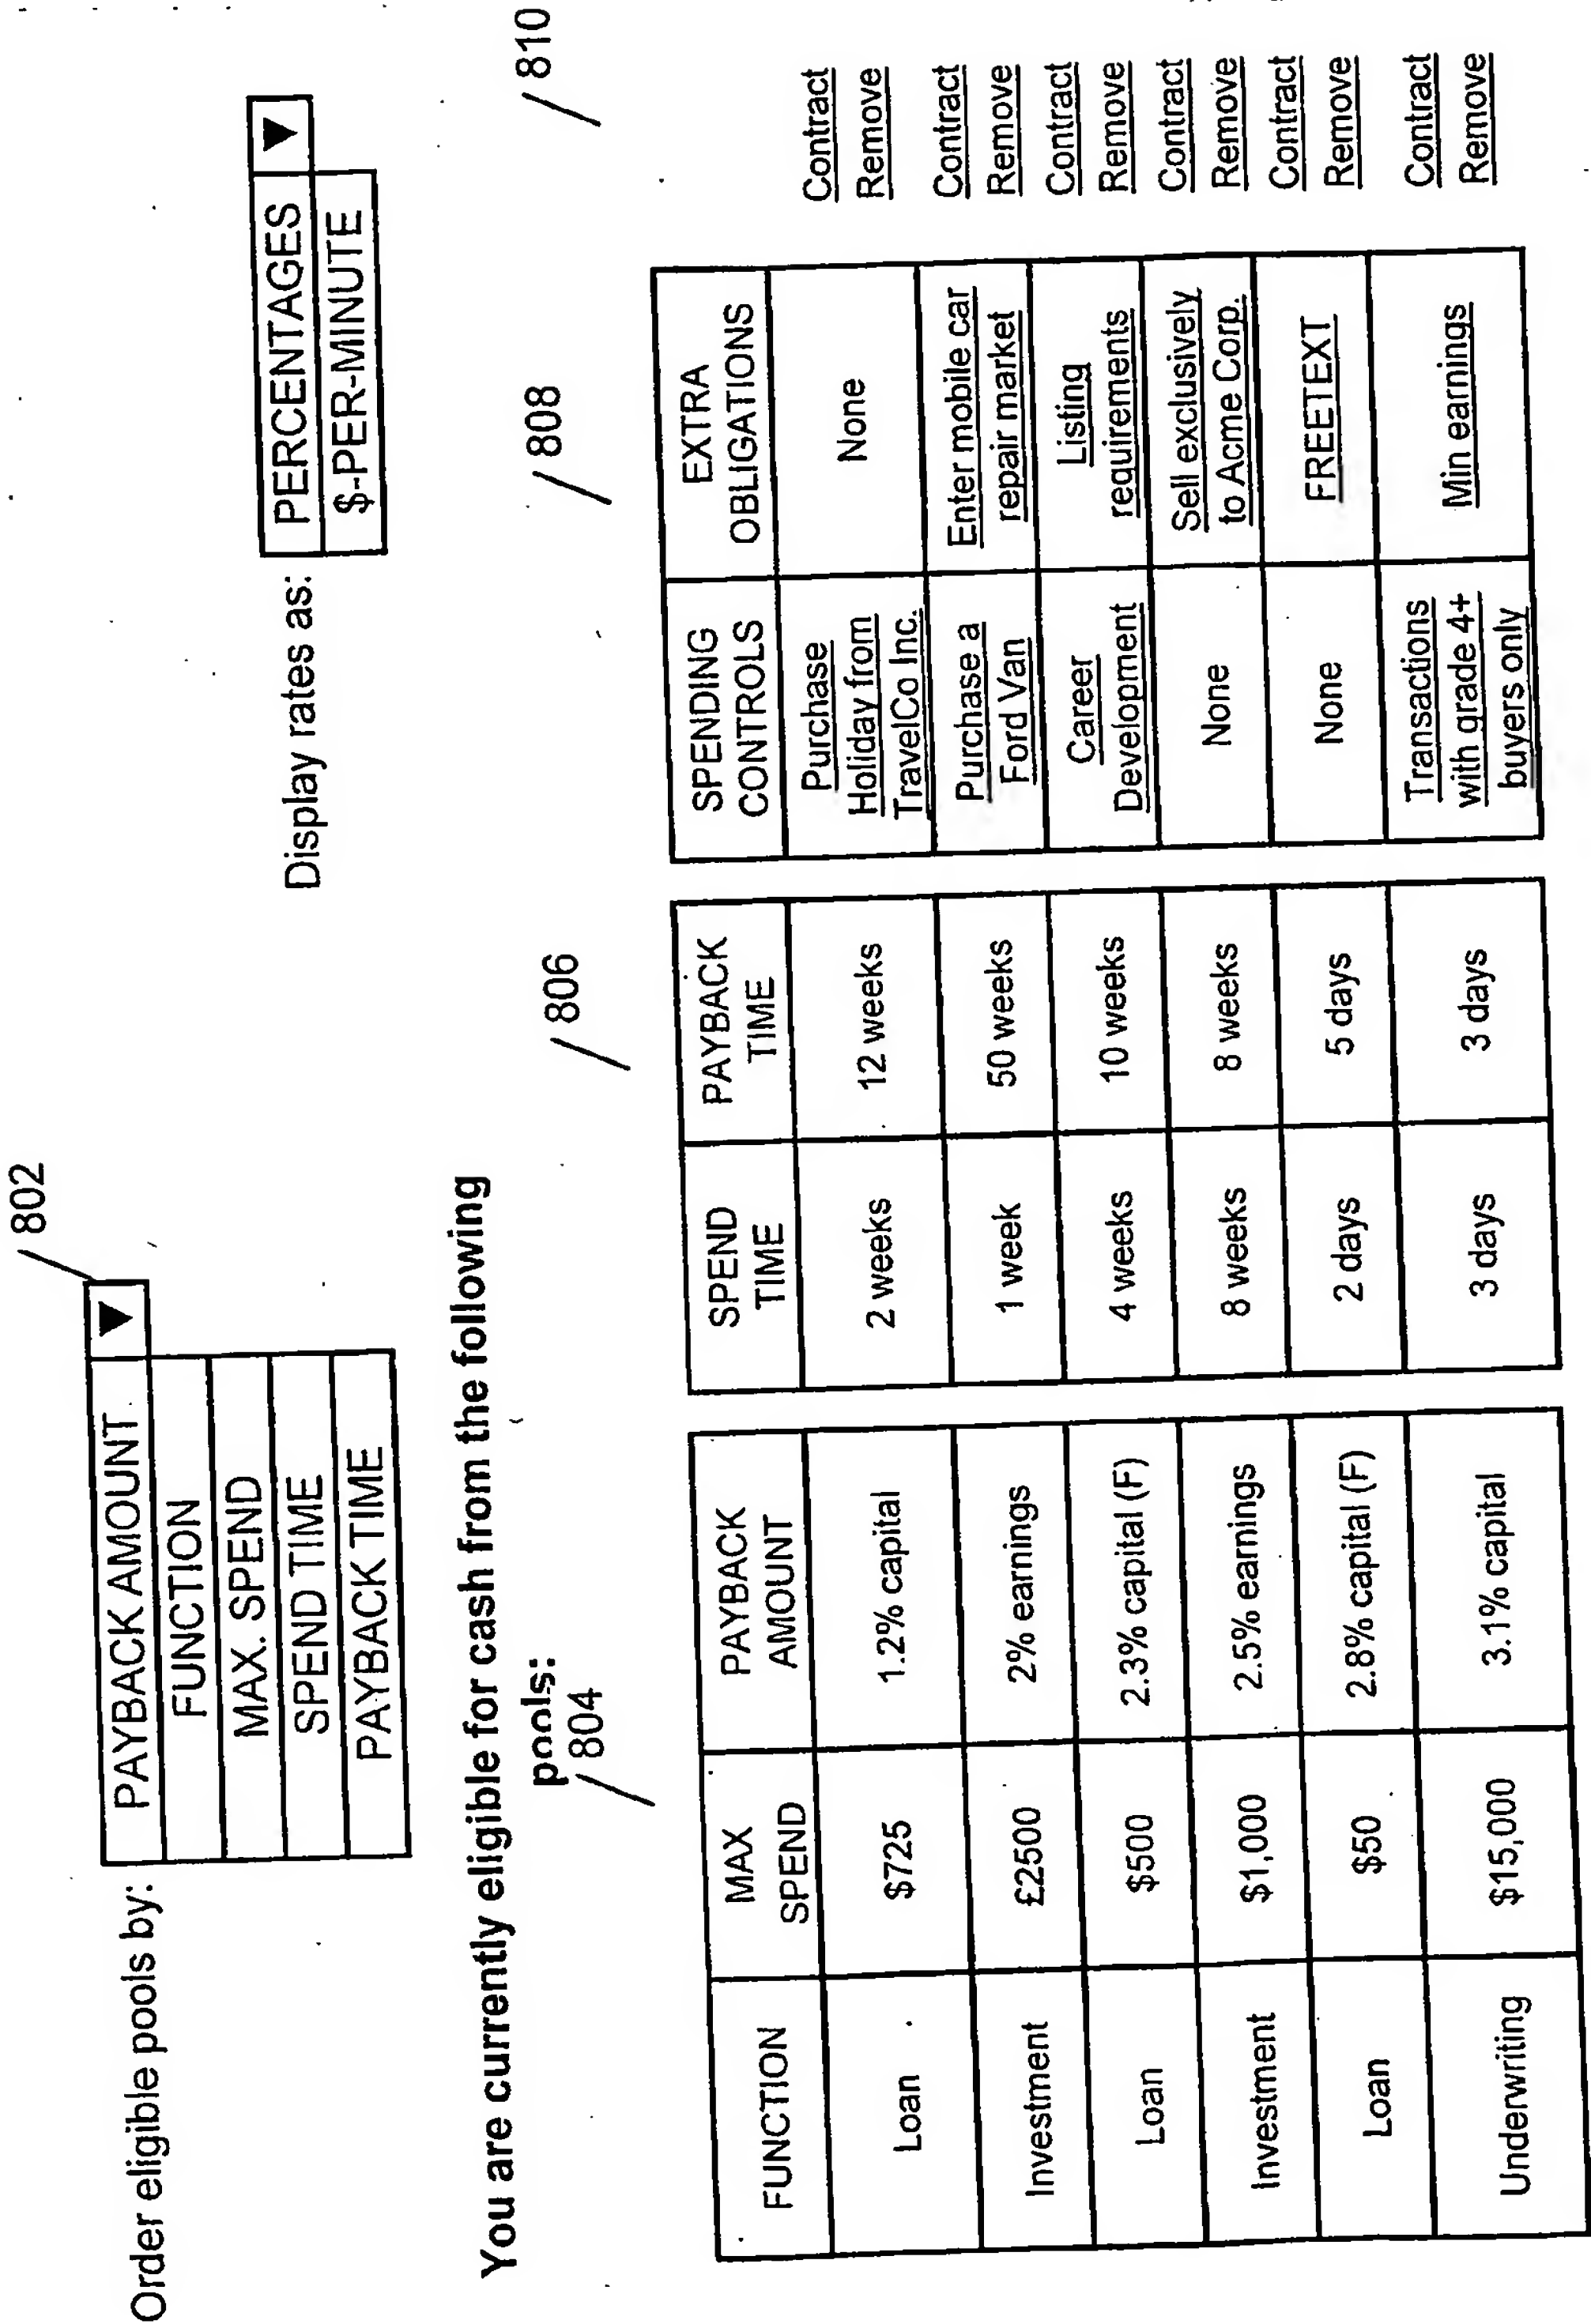 802
Order eligible pools by:
PAYBACK AMOUNT ▼
FUNCTION
MAX. SPEND
SPEND TIME
PAYBACK TIME
Display rates as:
PERCENTAGES ▼
$-PER-MINUTE
You are currently eligible for cash from the following
pools:
804
806
808
810
FUNCTION
MAX
SPEND
PAYBACK
AMOUNT
SPEND
TIME
PAYBACK
TIME
SPENDING
CONTROLS
EXTRA
OBLIGATIONS
Loan
$725
1.2% capital
2 weeks
12 weeks
Purchase
Holiday from
TravelCo Inc.
None
Contract
Remove
Investment
£2500
2% earnings
1 week
50 weeks
Purchase a
Ford Van
Enter mobile car
repair market
Contract
Remove
Loan
$500
2.3% capital (F)
4 weeks
10 weeks
Career
Development
Listing
requirements
Contract
Remove
Investment
$1,000
2.5% earnings
8 weeks
8 weeks
None
Sell exclusively
to Acme Corp.
Contract
Remove
Loan
$50
2.8% capital (F)
2 days
5 days
None
FREETEXT
Contract
Remove
Underwriting
$15,000
3.1% capital
3 days
3 days
Transactions
with grade 4+
buyers only
Min earnings
Contract
Remove